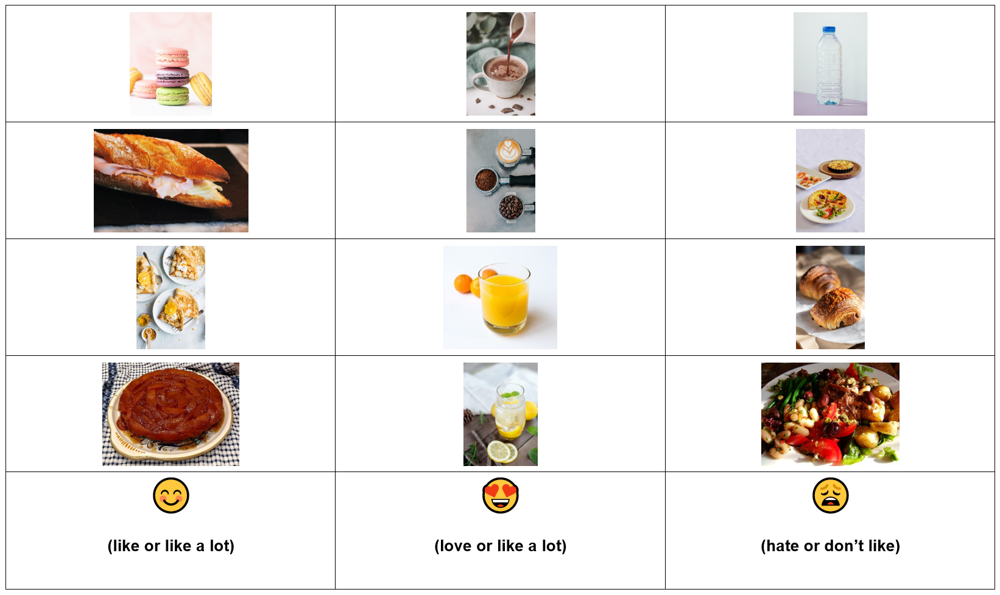 (like or like a lot)
(love or like a lot)
(hate or don’t like)